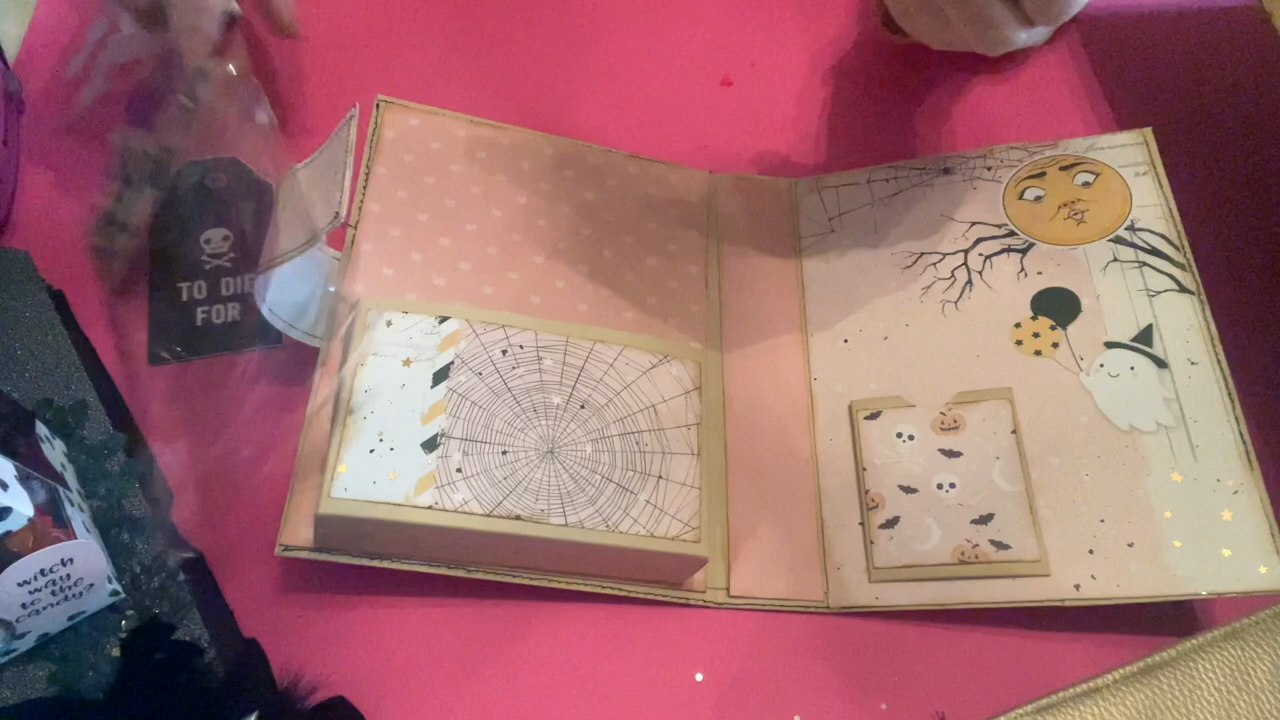 TO DIE
FOR
witch
way
to the
candy?